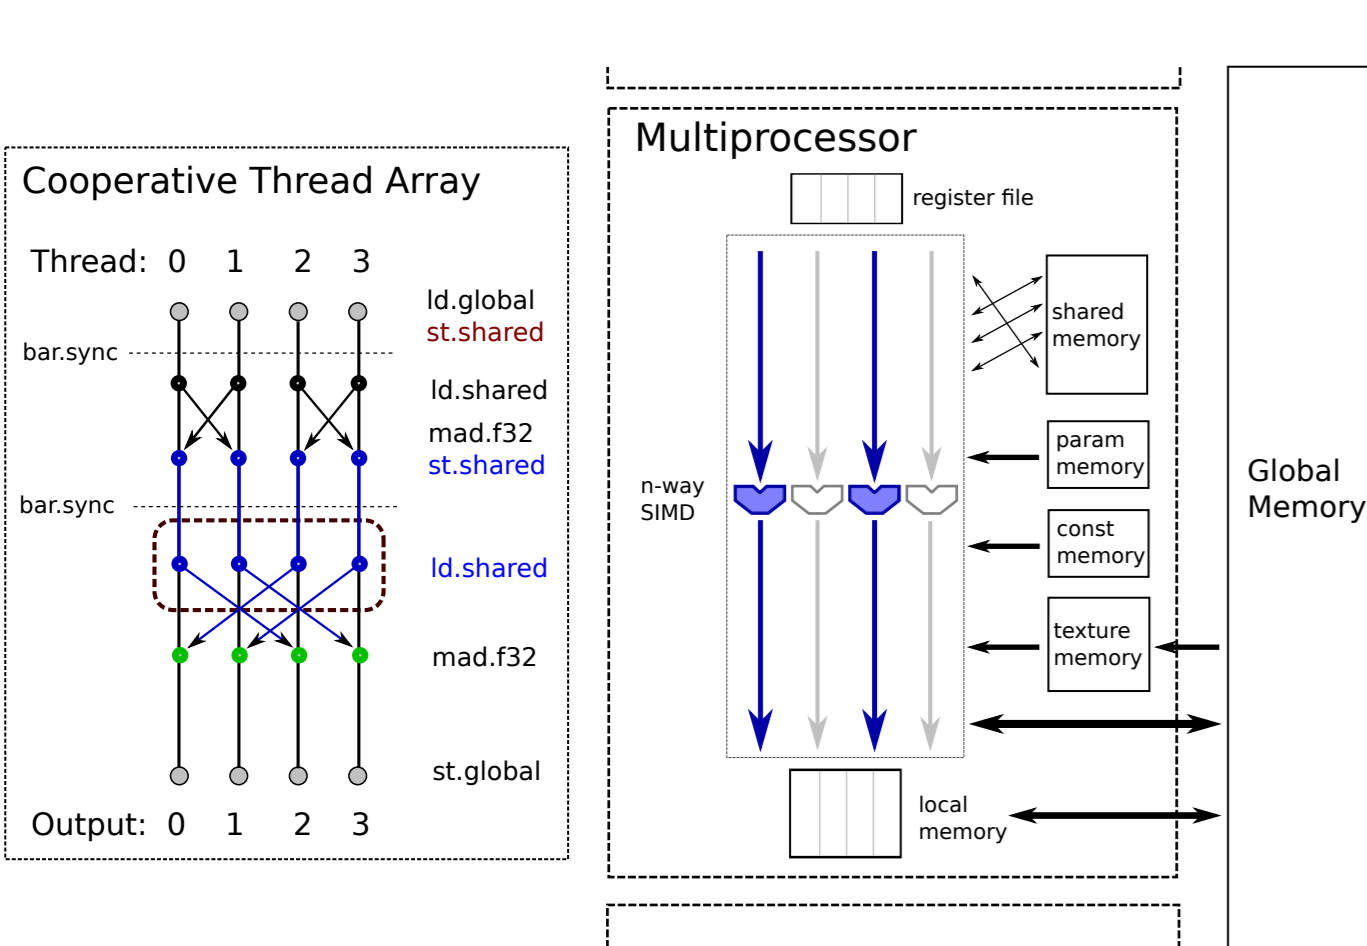 Cooperative Thread Array
Thread: 0 1 2 3
ld.global
st.shared
bar.sync
ld.shared
mad.f32
st.shared
bar.sync
ld.shared
mad.f32
st.global
Output: 0 1 2 3
Multiprocessor
register file
shared
memory
param
memory
n-way
SIMD
const
memory
texture
memory
local
memory
Global
Memory